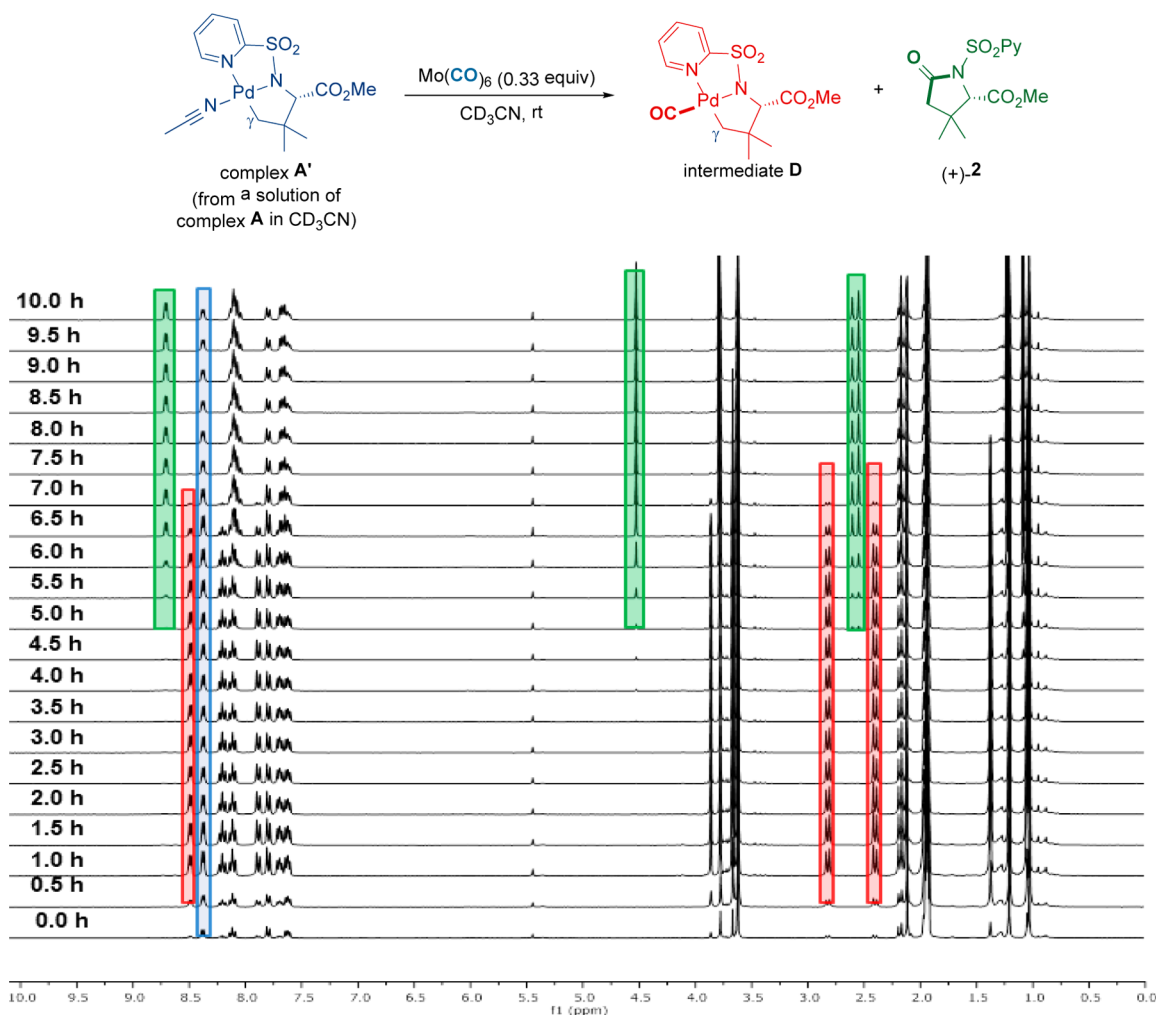 SO2
N
N
Pd
N
CO2Me
γ
complex A'
(from a solution of
complex A in CD3CN)
Mo(CO)6 (0.33 equiv)
CD3CN, rt
SO2
N
N
Pd
OC
CO2Me
γ
intermediate D
+
SO2Py
O
N
CO2Me
(+)-2
10.0 h
9.5 h
9.0 h
8.5 h
8.0 h
7.5 h
7.0 h
6.5 h
6.0 h
5.5 h
5.0 h
4.5 h
4.0 h
3.5 h
3.0 h
2.5 h
2.0 h
1.5 h
1.0 h
0.5 h
0.0 h
10.0 9.5 9.0 8.5 8.0 7.5 7.0 6.5 6.0 5.5 5.0 4.5 4.0 3.5 3.0 2.5 2.0 1.5 1.0 0.5 0.0
f1 (ppm)